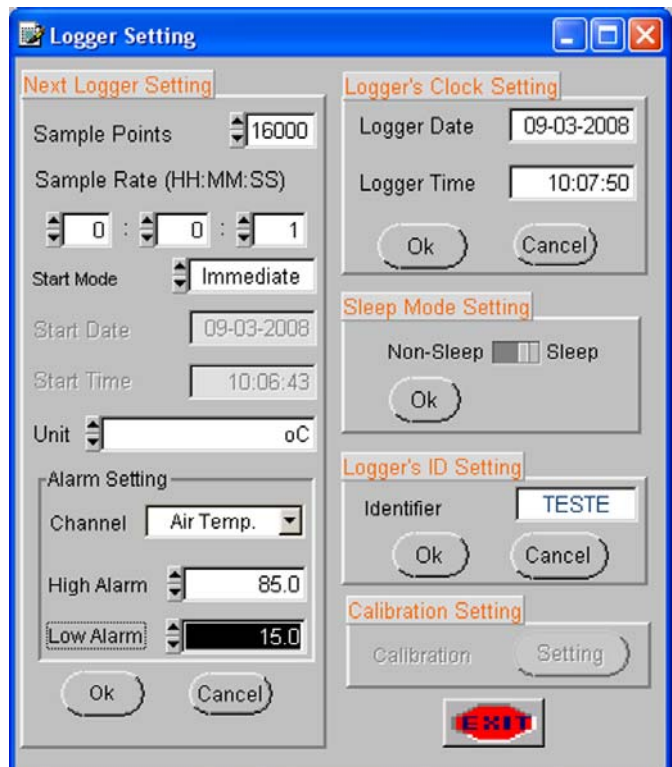 Logger Setting
Next Logger Setting
Sample Points 16000
Sample Rate (HH:MM:SS)
0 : 0 : 1
Start Mode Immediate
Start Date 09-03-2008
Start Time 10:06:43
Unit oC
Alarm Setting
Channel Air Temp.
High Alarm 85.0
Low Alarm 15.0
Ok Cancel
Logger's Clock Setting
Logger Date 09-03-2008
Logger Time 10:07:50
Ok Cancel
Sleep Mode Setting
Non-Sleep Sleep
Ok
Logger's ID Setting
Identifier TESTE
Ok Cancel
Calibration Setting
Calibration Setting
EXIT